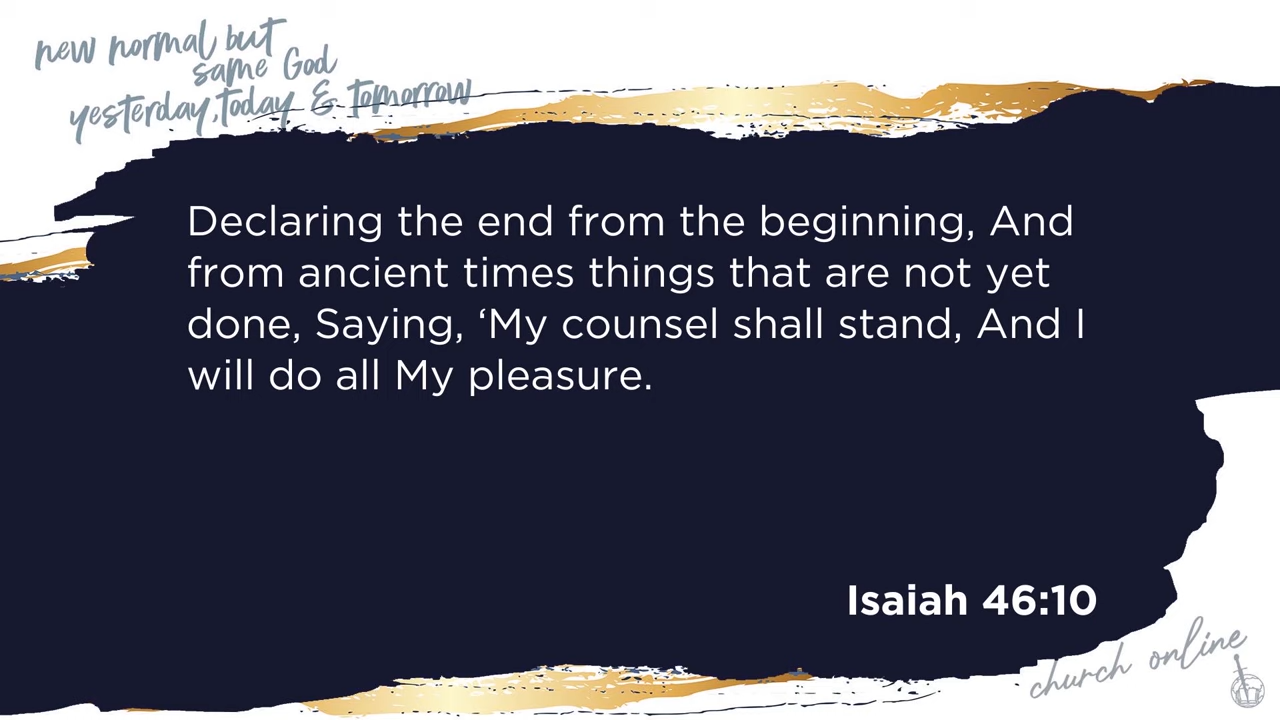 new normal but
same God
yesterday, today & tomorrow
Declaring the end from the beginning, And
from ancient times things that are not yet
done, Saying, ‘My counsel shall stand, And I
will do all My pleasure.
Isaiah 46:10
church online